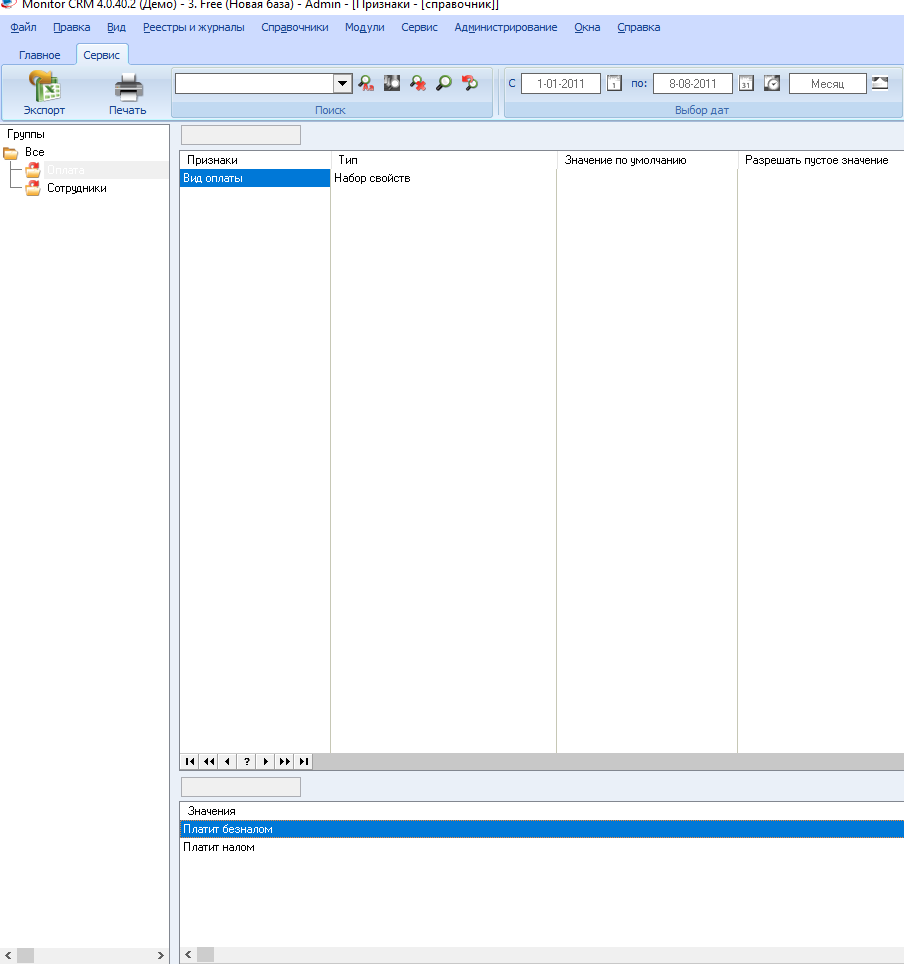 Monitor CRM 4.0.40.2 (Демо) - 3. Free (Новая база) - Admin - [Признаки - [справочник]]
Файл Правка Вид Реестры и журналы Справочники Модули Сервис Администрирование Окна Справка
Главное Сервис
Экспорт Печать Поиск
С 1-01-2011 1 по: 8-08-2011 31 Месяц
Выбор дат
Группы
Все
Оплата
Сотрудники
Признаки Тип Значение по умолчанию Разрешать пустое значение
Вид оплаты Набор свойств
?
Значения
Платит безналом
Платит налом